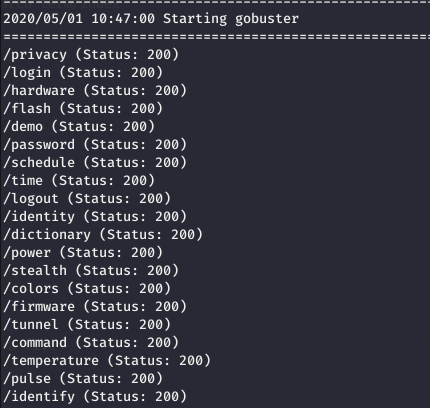 2020/05/01 10:47:00 Starting gobuster
===============================================================
/privacy (Status: 200)
/login (Status: 200)
/hardware (Status: 200)
/flash (Status: 200)
/demo (Status: 200)
/password (Status: 200)
/schedule (Status: 200)
/time (Status: 200)
/logout (Status: 200)
/identity (Status: 200)
/dictionary (Status: 200)
/power (Status: 200)
/stealth (Status: 200)
/colors (Status: 200)
/firmware (Status: 200)
/tunnel (Status: 200)
/command (Status: 200)
/temperature (Status: 200)
/pulse (Status: 200)
/identify (Status: 200)